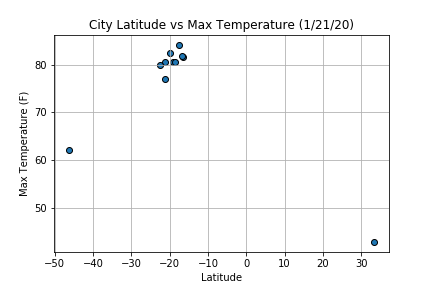 City Latitude vs Max Temperature (1/21/20)
Max Temperature (F)
80
70
60
50
−50 −40 −30 −20 −10 0 10 20 30
Latitude